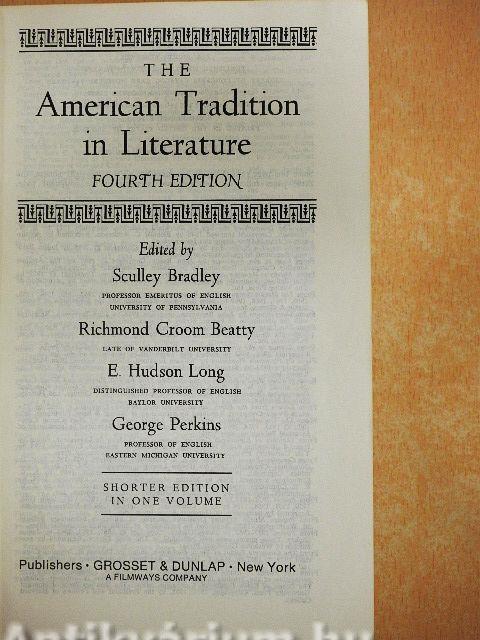 THE
American Tradition
in Literature
FOURTH EDITION
Edited by
Sculley Bradley
PROFESSOR EMERITUS OF ENGLISH
UNIVERSITY OF PENNSYLVANIA
Richmond Croom Beatty
LATE OF VANDERBILT UNIVERSITY
E. Hudson Long
DISTINGUISHED PROFESSOR OF ENGLISH
BAYLOR UNIVERSITY
George Perkins
PROFESSOR OF ENGLISH
EASTERN MICHIGAN UNIVERSITY
SHORTER EDITION
IN ONE VOLUME
Publishers · GROSSET & DUNLAP · New York
A FILMWAYS COMPANY
Antikvárium.hu